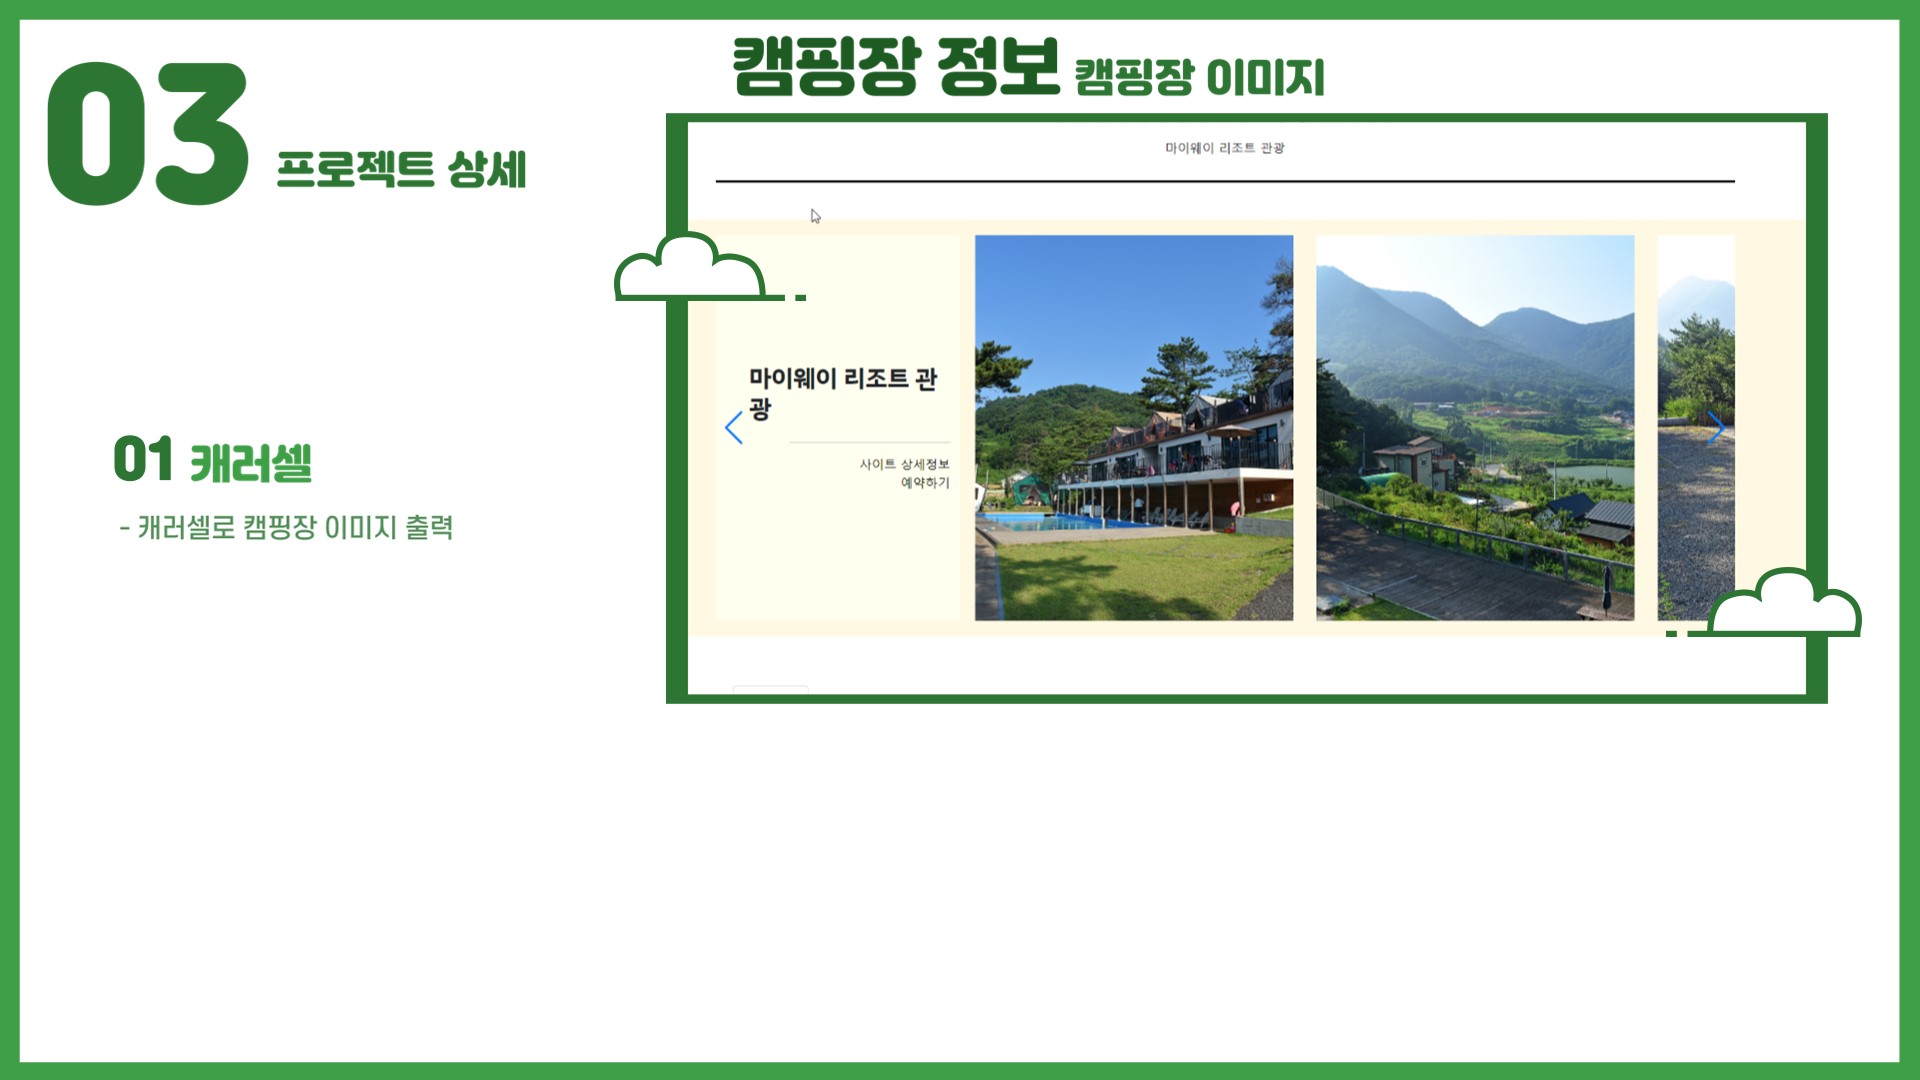 03 프로젝트 상세
캠핑장 정보 캠핑장 이미지
마이웨이 리조트 관광
마이웨이 리조트 관
광
사이트 상세정보
예약하기
01 캐러셀
- 캐러셀로 캠핑장 이미지 출력